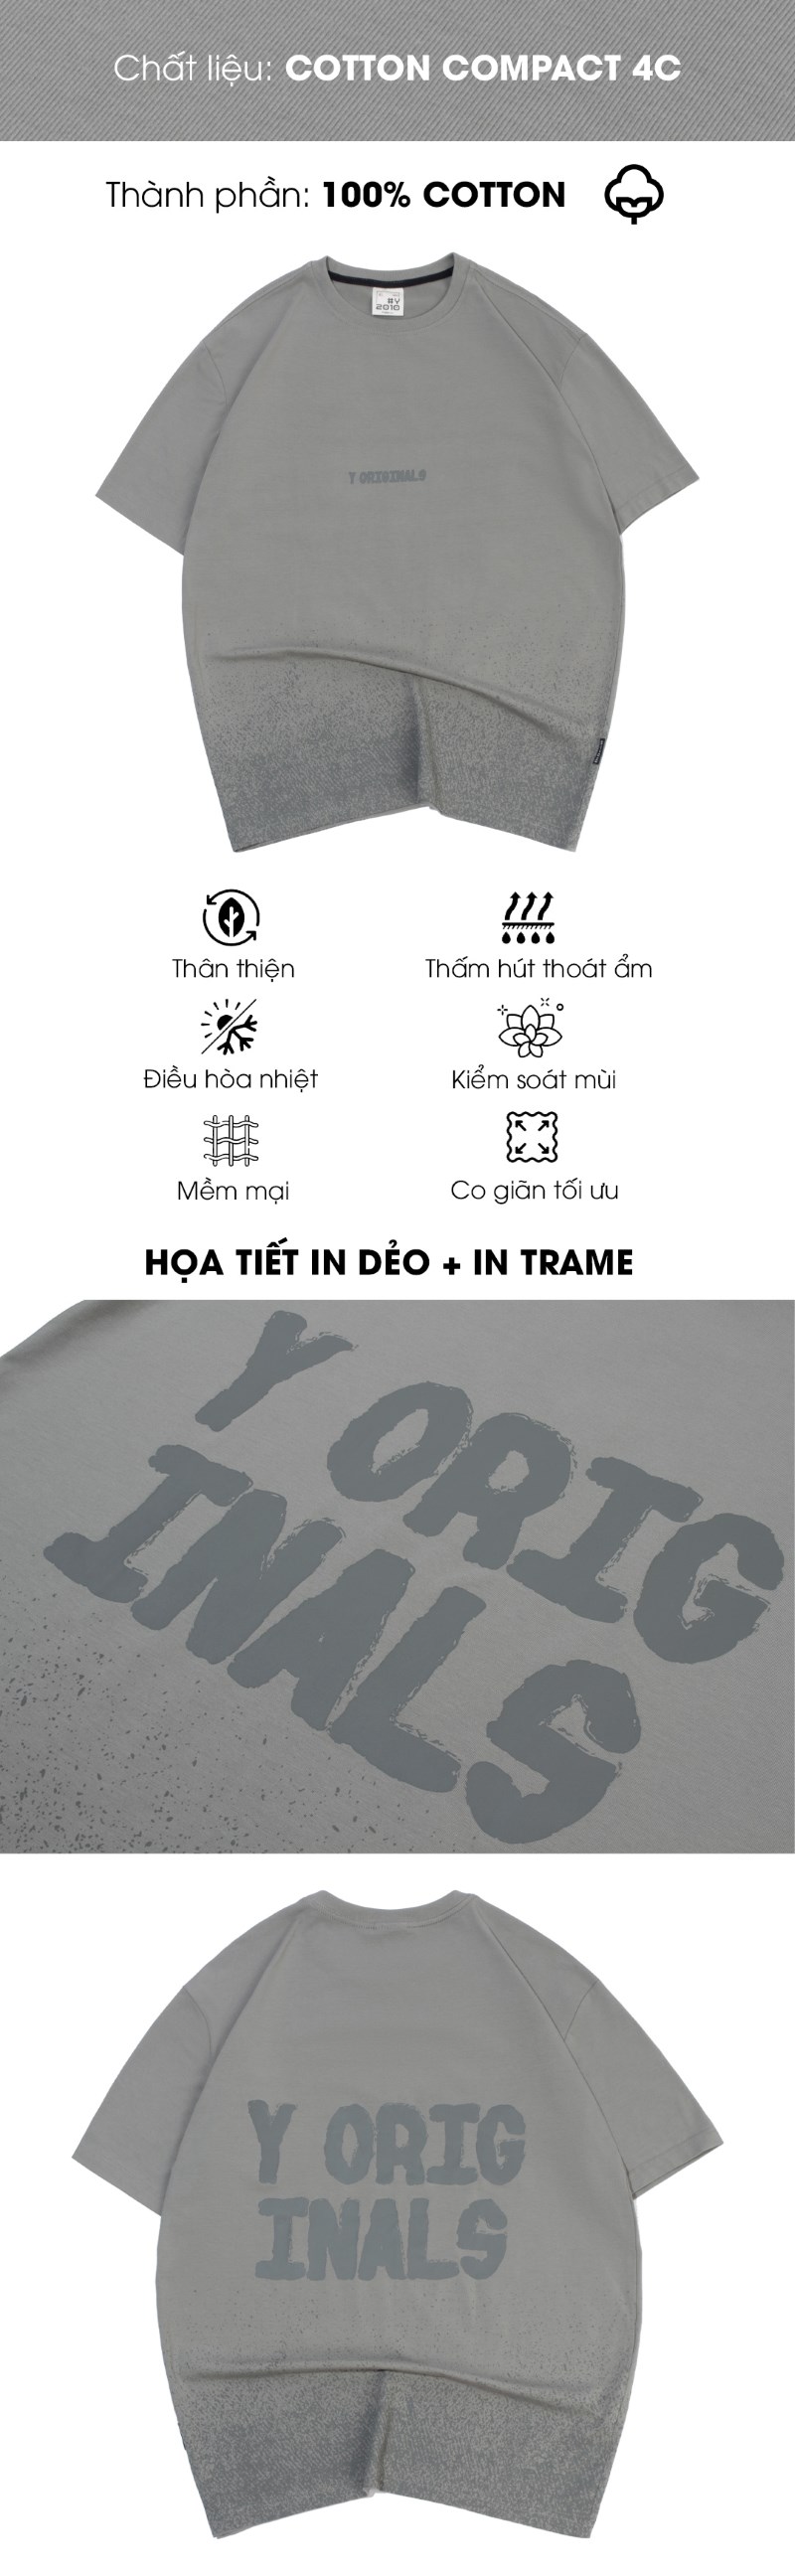 Chất liệu: COTTON COMPACT 4C
Thành phần: 100% COTTON
#Y
2010
Y ORIGINALS
Thân thiện
Thấm hút thoát ẩm
Điều hòa nhiệt
Kiểm soát mùi
Mềm mại
Co giãn tối ưu
HỌA TIẾT IN DẺO + IN TRAME
Y ORIG
INALS
Y ORIG
INALS